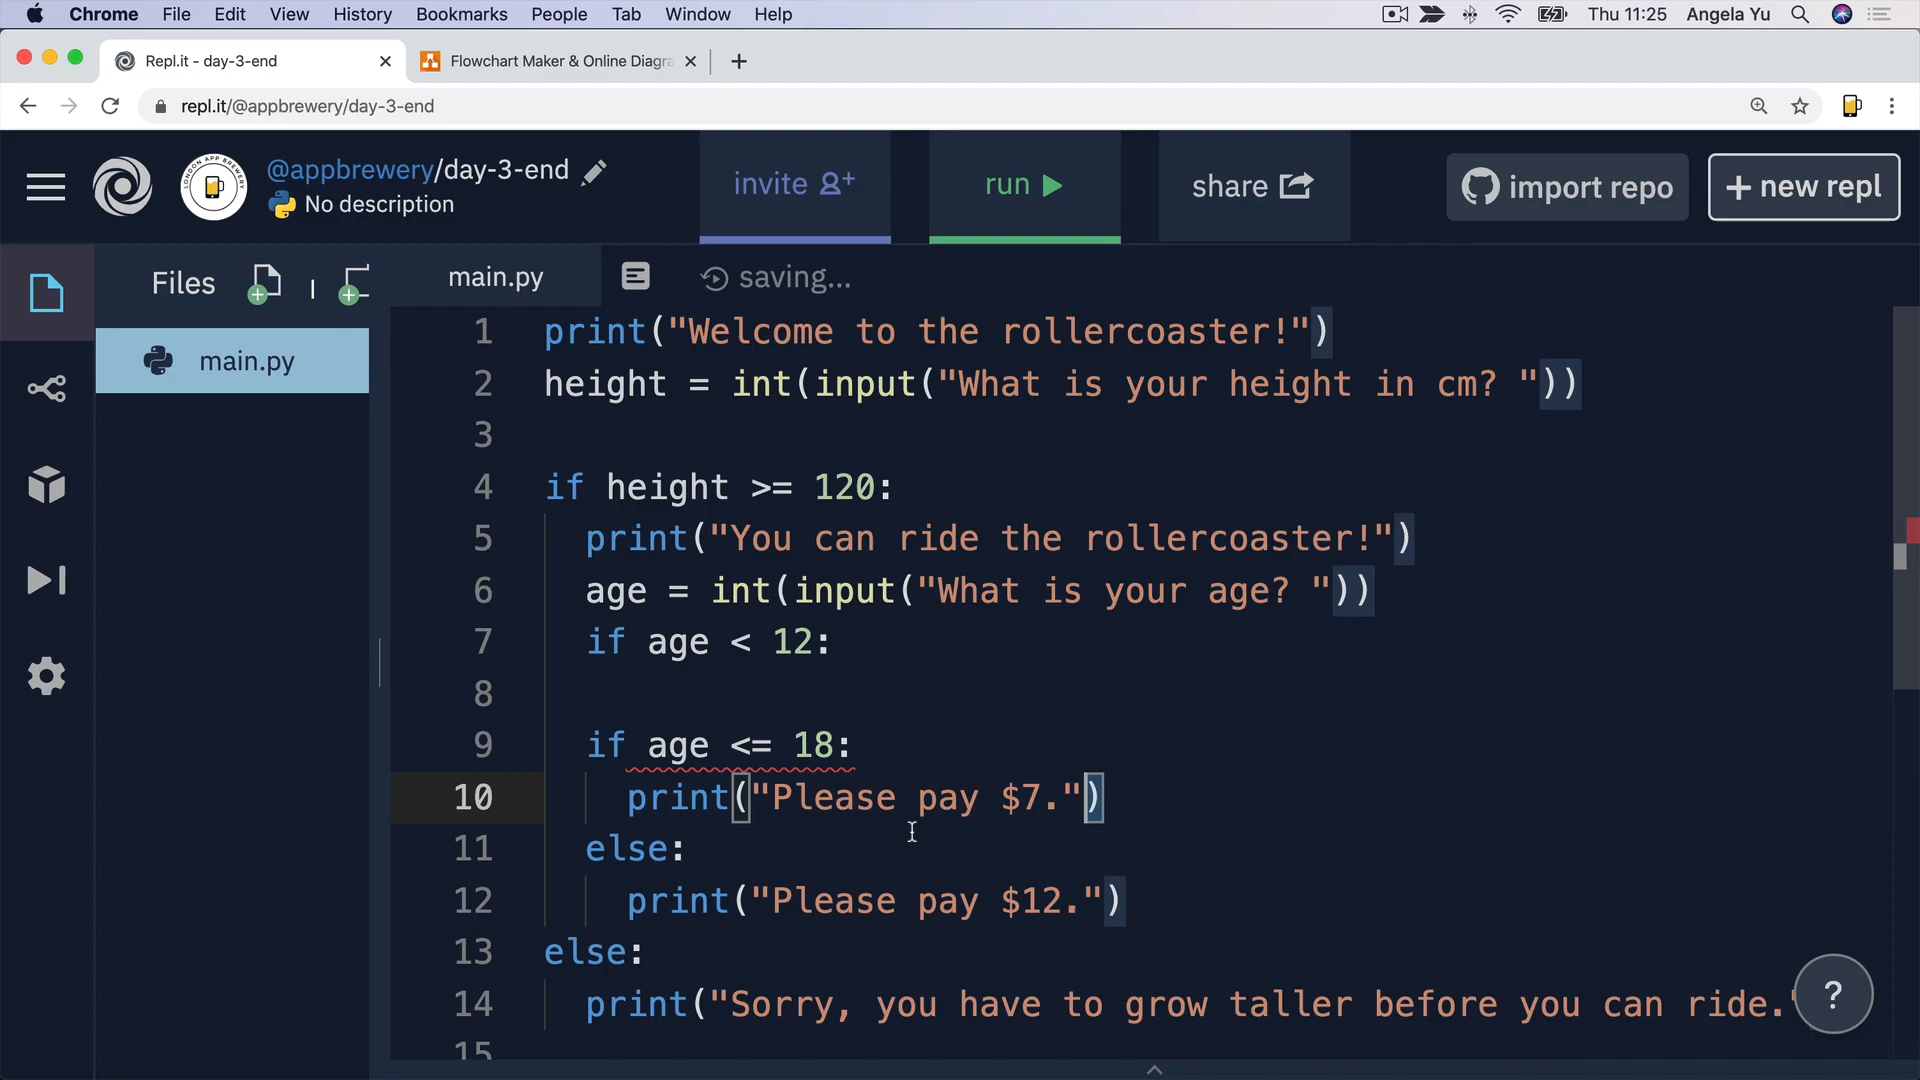 Chrome File Edit View History Bookmarks People Tab Window Help Thu 11:25 Angela Yu
Repl.it - day-3-end Flowchart Maker & Online Diagra
repl.it/@appbrewery/day-3-end
@appbrewery/day-3-end
No description
invite
run
share
import repo
+ new repl
LONDON APP BREWERY
Files
main.py
main.py
saving...
1 print("Welcome to the rollercoaster!")
2 height = int(input("What is your height in cm? "))
3
4 if height >= 120:
5 print("You can ride the rollercoaster!")
6 age = int(input("What is your age? "))
7 if age < 12:
8
9 if age <= 18:
10 print("Please pay $7.")
11 else:
12 print("Please pay $12.")
13 else:
14 print("Sorry, you have to grow taller before you can ride."
15
?